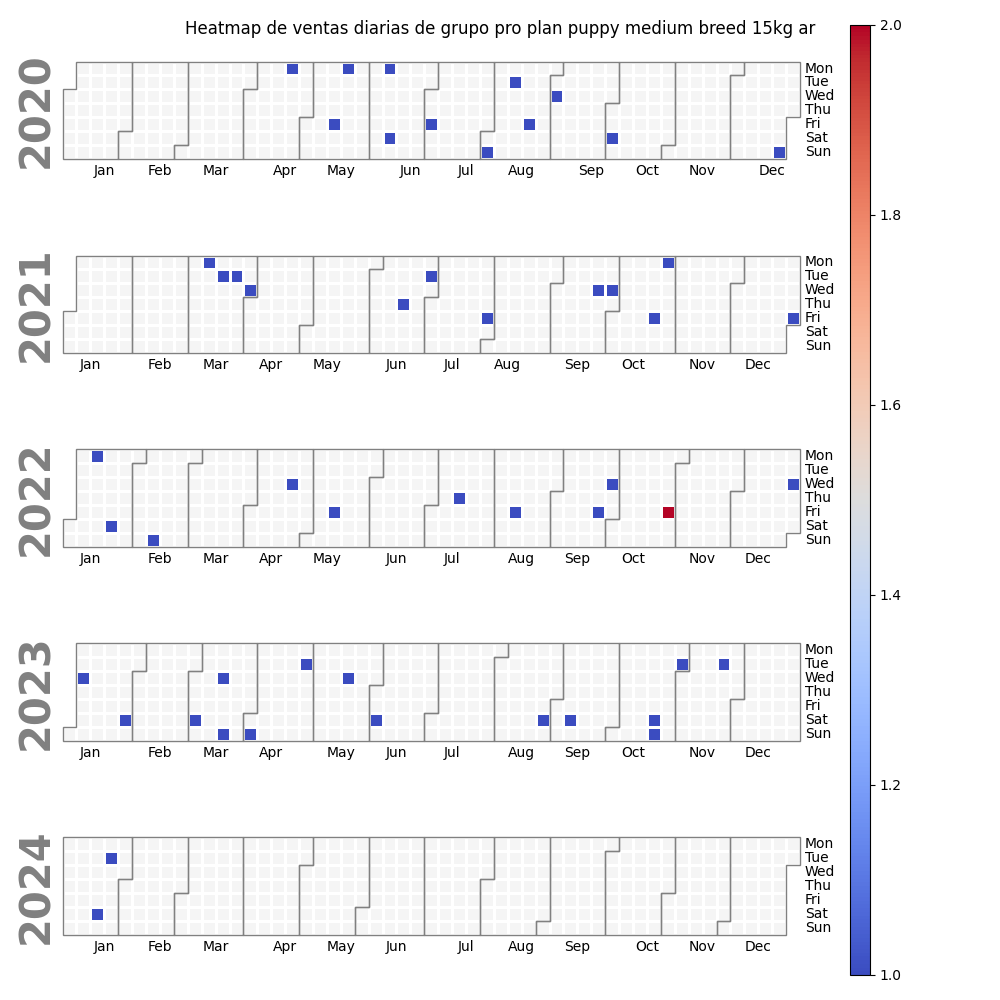 Heatmap de ventas diarias de grupo pro plan puppy medium breed 15kg ar
2020
Mon
Tue
Wed
Thu
Fri
Sat
Sun
Jan Feb Mar Apr May Jun Jul Aug Sep Oct Nov Dec
2021
Mon
Tue
Wed
Thu
Fri
Sat
Sun
Jan Feb Mar Apr May Jun Jul Aug Sep Oct Nov Dec
2022
Mon
Tue
Wed
Thu
Fri
Sat
Sun
Jan Feb Mar Apr May Jun Jul Aug Sep Oct Nov Dec
2023
Mon
Tue
Wed
Thu
Fri
Sat
Sun
Jan Feb Mar Apr May Jun Jul Aug Sep Oct Nov Dec
2024
Mon
Tue
Wed
Thu
Fri
Sat
Sun
Jan Feb Mar Apr May Jun Jul Aug Sep Oct Nov Dec
2.0
1.8
1.6
1.4
1.2
1.0